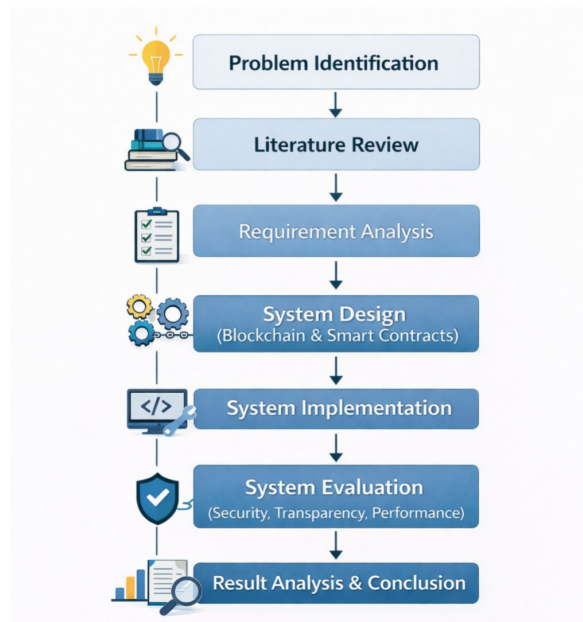 Problem Identification
Literature Review
Requirement Analysis
System Design
(Blockchain & Smart Contracts)
</>
System Implementation
System Evaluation
(Security, Transparency, Performance)
Result Analysis & Conclusion